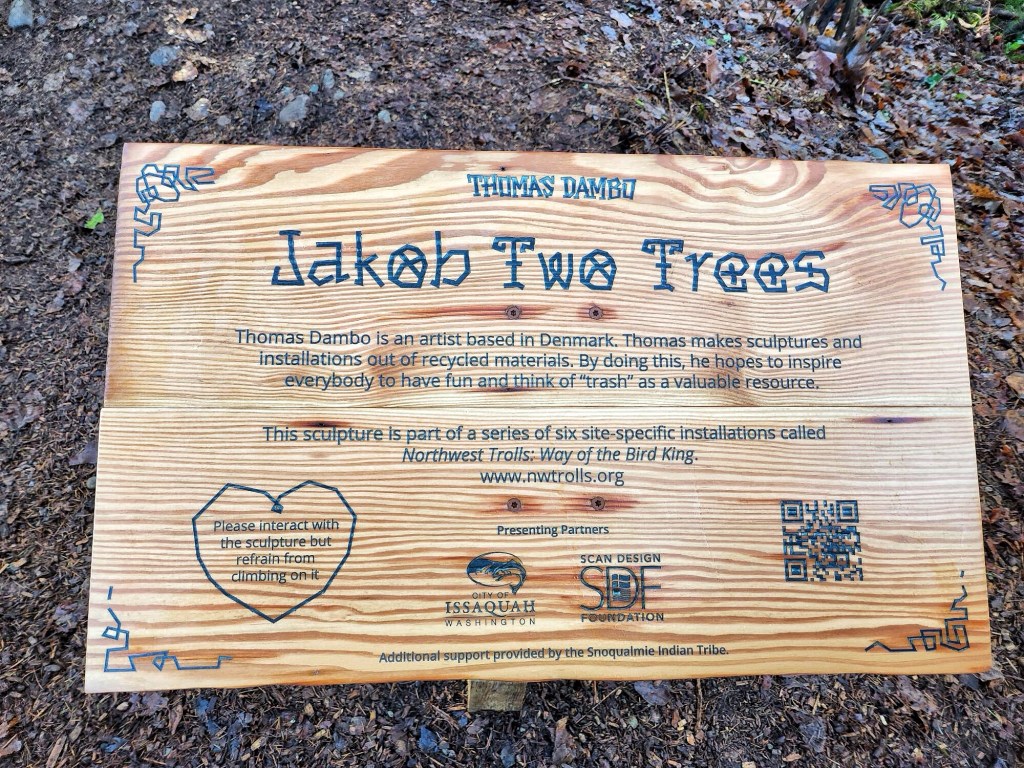 THOMAS DAMBO
Jakob Two Trees
Thomas Dambo is an artist based in Denmark. Thomas makes sculptures and
installations out of recycled materials. By doing this, he hopes to inspire
everybody to have fun and think of “trash” as a valuable resource.
This sculpture is part of a series of six site-specific installations called
Northwest Trolls: Way of the Bird King.
www.nwtrolls.org
Please interact with
the sculpture but
refrain from
climbing on it
Presenting Partners
CITY OF
ISSAQUAH
WASHINGTON
SCAN DESIGN
SDF
FOUNDATION
Additional support provided by the Snoqualmie Indian Tribe.